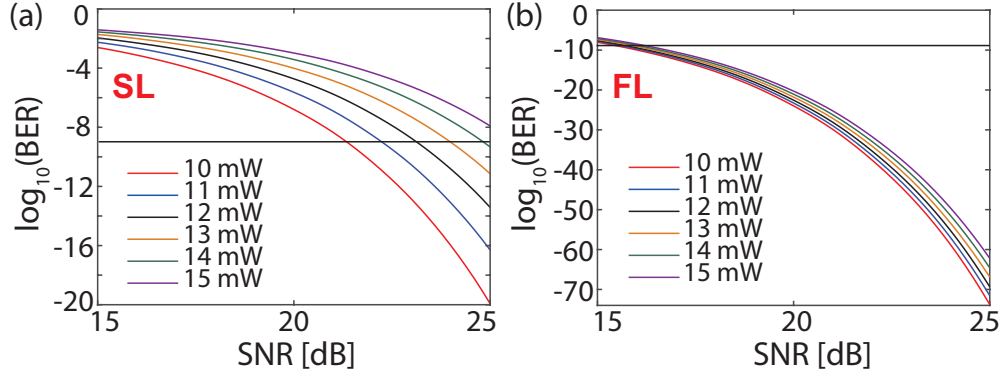 (a)
0
-4
-8
-12
-16
-20
log10(BER)
SL
10 mW
11 mW
12 mW
13 mW
14 mW
15 mW
15
20
25
SNR [dB]
(b)
0
-10
-20
-30
-40
-50
-60
-70
log10(BER)
FL
10 mW
11 mW
12 mW
13 mW
14 mW
15 mW
15
20
25
SNR [dB]